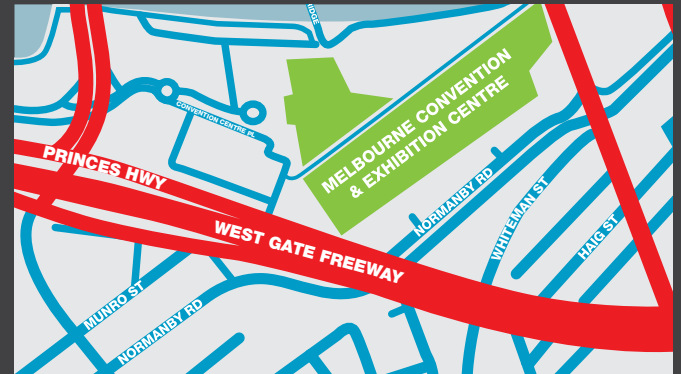 CONVENTION CENTRE PL
MELBOURNE CONVENTION
& EXHIBITION CENTRE
PRINCES HWY
WEST GATE FREEWAY
NORMANBY RD
WHITEMAN ST
HAIG ST
MUNRO ST
NORMANBY RD